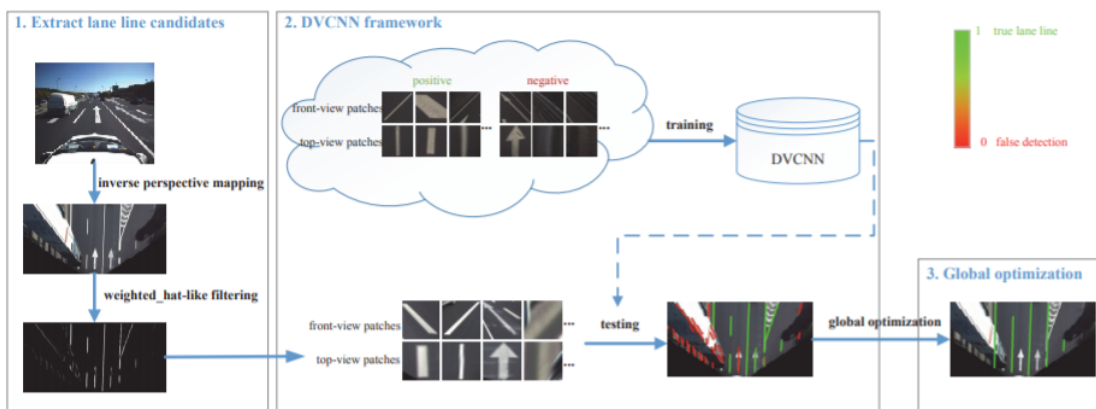 1. Extract lane line candidates
inverse perspective mapping
weighted_hat-like filtering
2. DVCNN framework
positive negative
front-view patches
...
top-view patches
...
training
DVCNN
front-view patches
...
top-view patches
...
testing
global optimization
1 true lane line
0 false detection
3. Global optimization